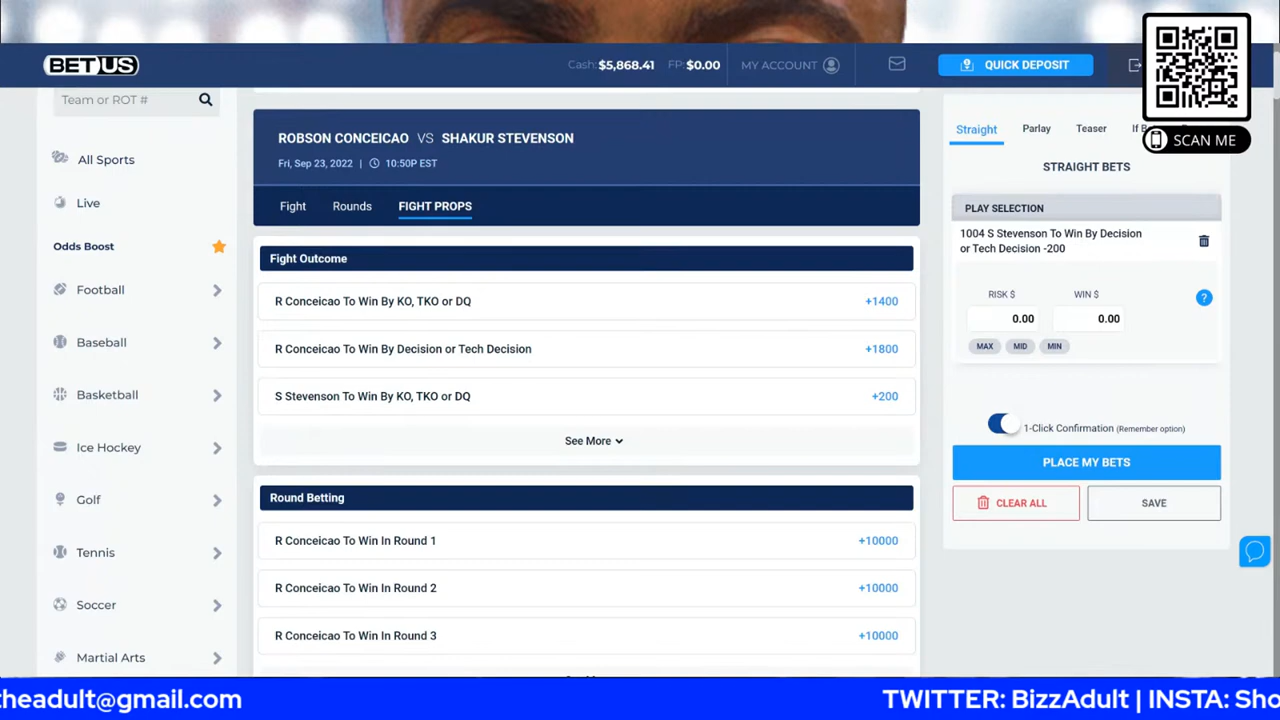 BETUS
Cash: $5,868.41 FP: $0.00 MY ACCOUNT QUICK DEPOSIT
SCAN ME
Team or ROT #
All Sports
Live
Odds Boost
Football
Baseball
Basketball
Ice Hockey
Golf
Tennis
Soccer
Martial Arts
ROBSON CONCEICAO VS SHAKUR STEVENSON
Fri, Sep 23, 2022 | 10:50P EST
Fight Rounds FIGHT PROPS
Fight Outcome
R Conceicao To Win By KO, TKO or DQ +1400
R Conceicao To Win By Decision or Tech Decision +1800
S Stevenson To Win By KO, TKO or DQ +200
See More
Round Betting
R Conceicao To Win In Round 1 +10000
R Conceicao To Win In Round 2 +10000
R Conceicao To Win In Round 3 +10000
Straight Parlay Teaser If
STRAIGHT BETS
PLAY SELECTION
1004 S Stevenson To Win By Decision
or Tech Decision -200
RISK $ WIN $
0.00 0.00
?
MAX MID MIN
1-Click Confirmation (Remember option)
PLACE MY BETS
CLEAR ALL SAVE
theadult@gmail.com TWITTER: BizzAdult | INSTA: Sho